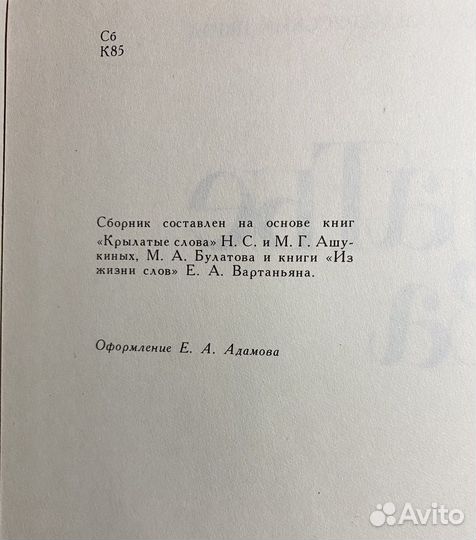 Сб
К85
Сборник составлен на основе книг
«Крылатые слова» Н. С. и М. Г. Ашу-
киных, М. А. Булатова и книги «Из
жизни слов» Е. А. Вартаньяна.
Оформление Е. А. Адамова
Avito